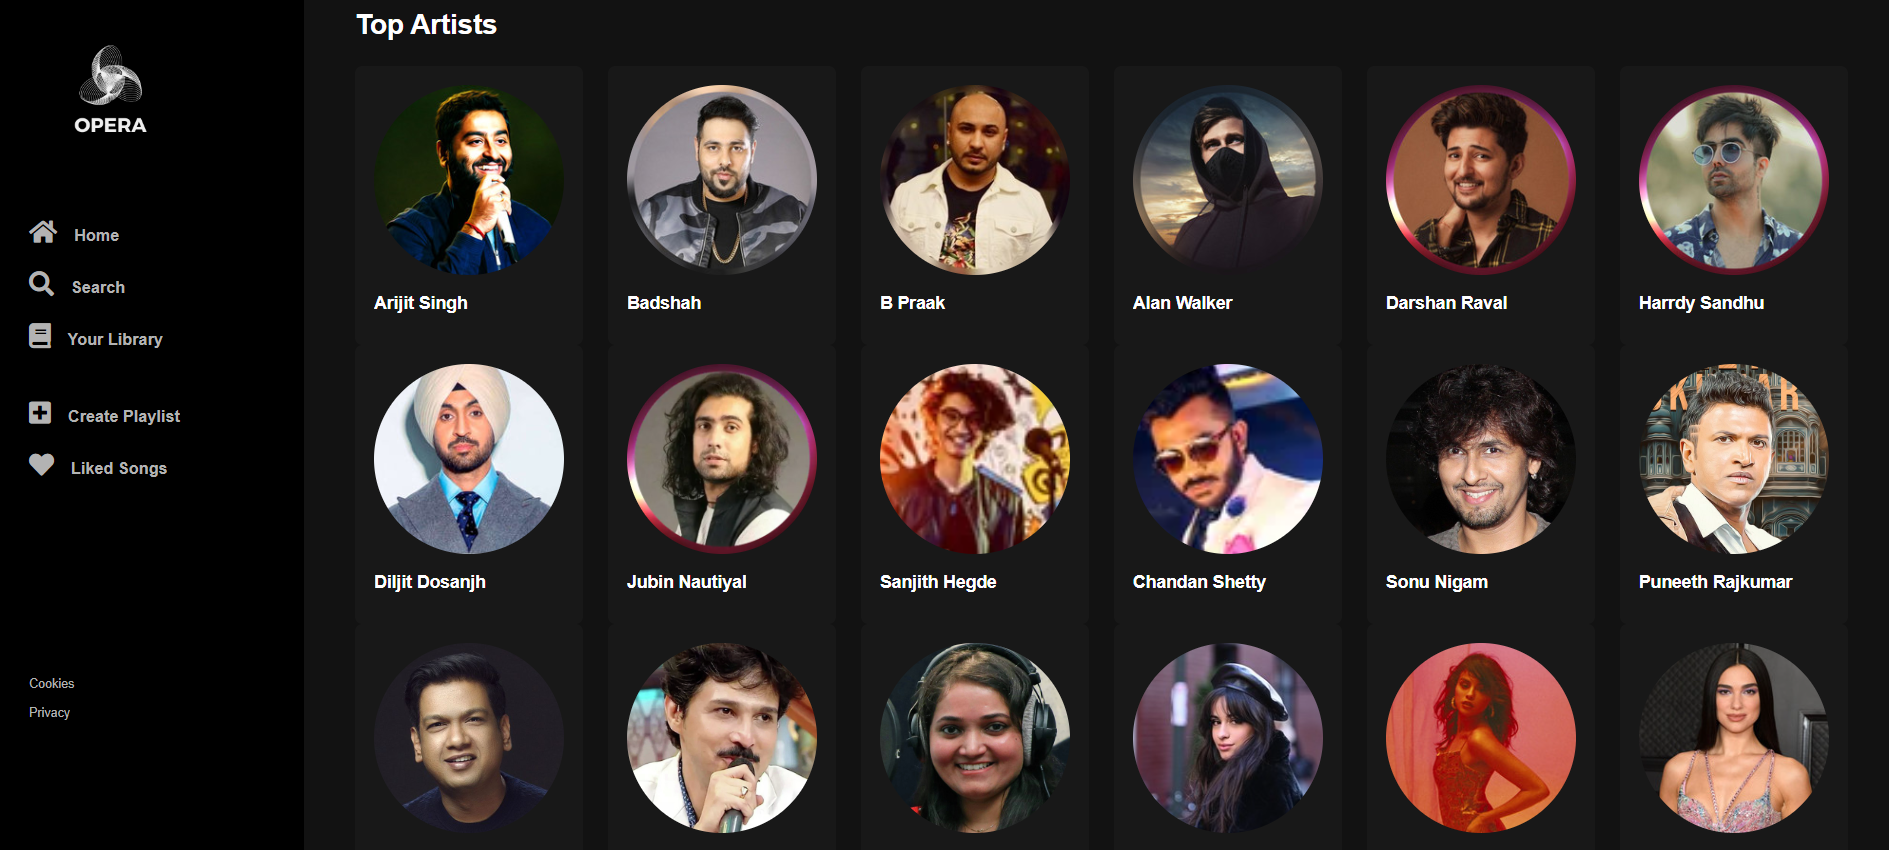 OPERA
Home
Search
Your Library
Create Playlist
Liked Songs
Cookies
Privacy
Top Artists
Arijit Singh
Badshah
B Praak
Alan Walker
Darshan Raval
Harrdy Sandhu
Diljit Dosanjh
Jubin Nautiyal
Sanjith Hegde
Chandan Shetty
Sonu Nigam
Puneeth Rajkumar